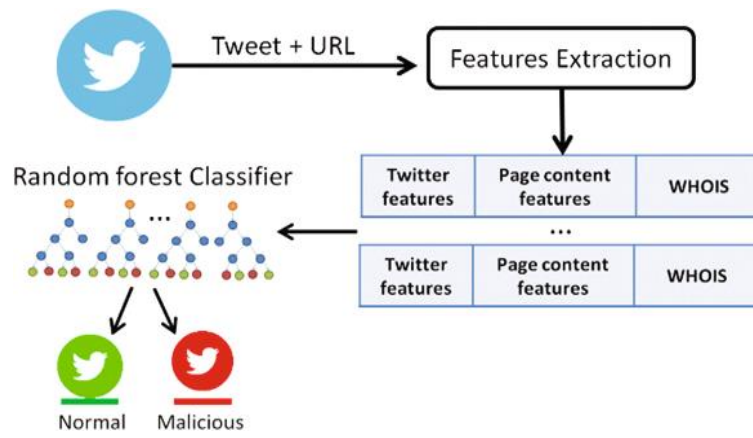 Tweet + URL
Features Extraction
Twitter features
Page content features
WHOIS
...
Twitter features
Page content features
WHOIS
Random forest Classifier
...
Normal
Malicious